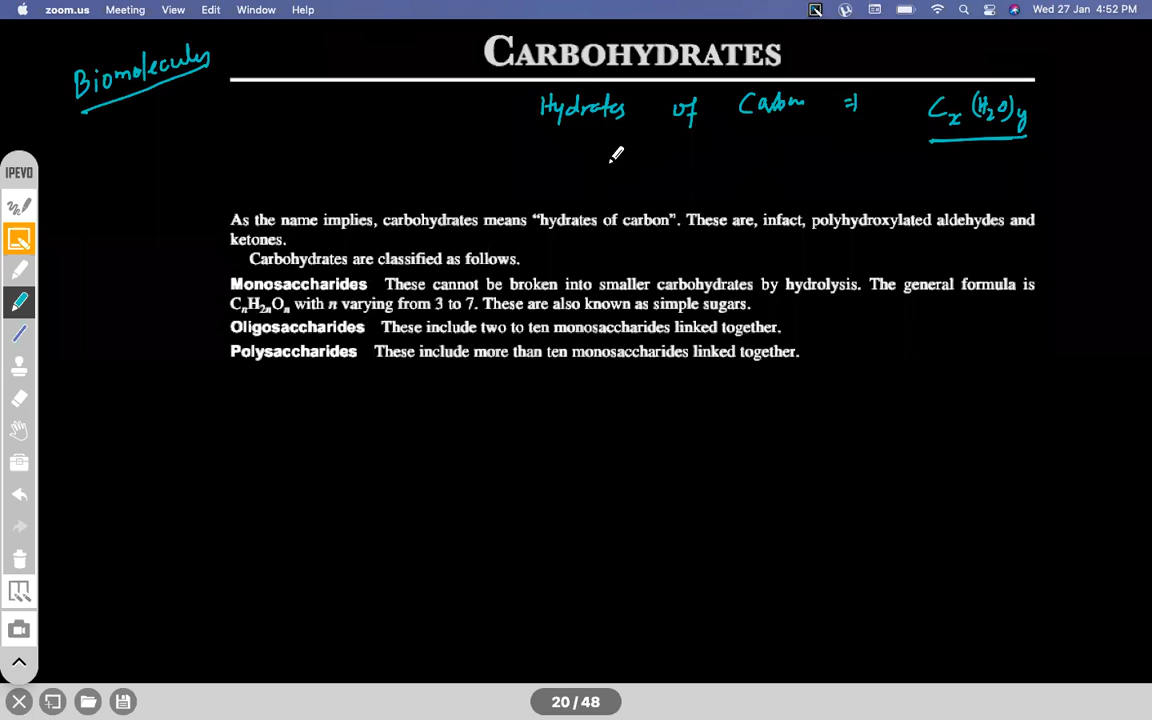 zoom.us Meeting View Edit Window Help Wed 27 Jan 4:52 PM
Biomolecules
CARBOHYDRATES
Hydrates of Carbon ⇒ Cx (H2O)y
IPEVO
As the name implies, carbohydrates means “hydrates of carbon”. These are, infact, polyhydroxylated aldehydes and
ketones.
Carbohydrates are classified as follows.
Monosaccharides These cannot be broken into smaller carbohydrates by hydrolysis. The general formula is
CnH2nOn with n varying from 3 to 7. These are also known as simple sugars.
Oligosaccharides These include two to ten monosaccharides linked together.
Polysaccharides These include more than ten monosaccharides linked together.
20 / 48